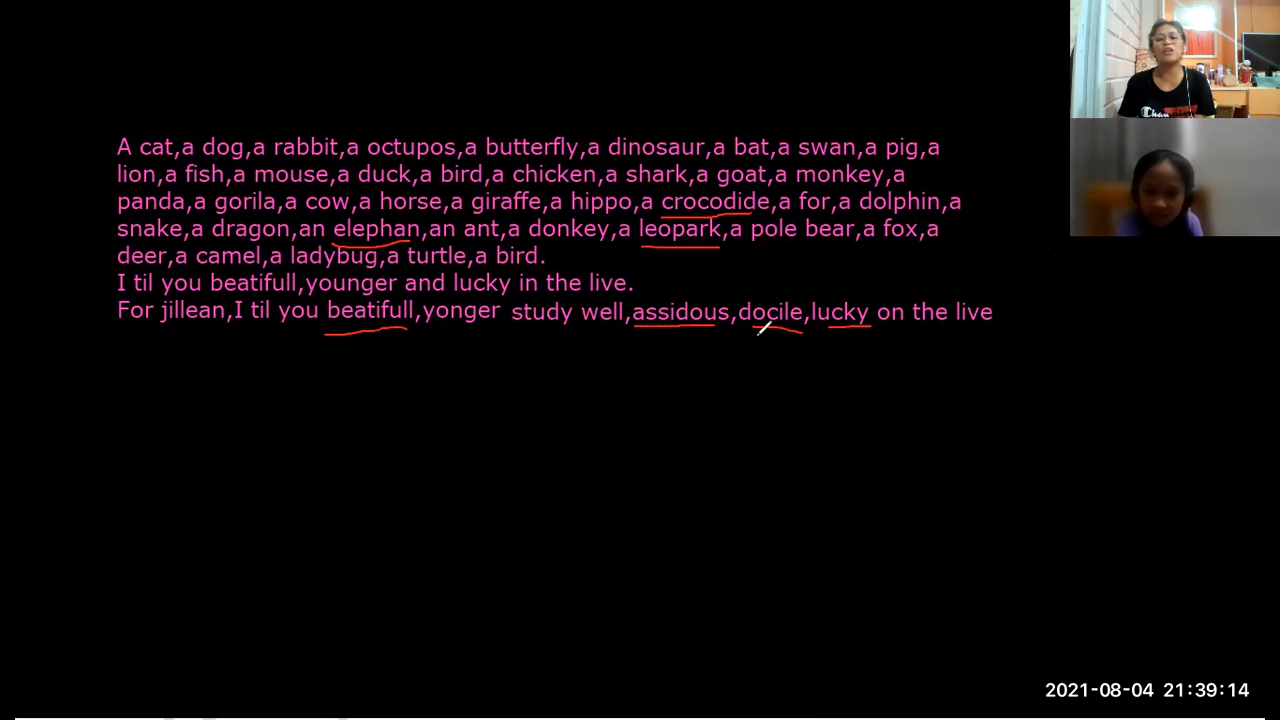 A cat,a dog,a rabbit,a octupos,a butterfly,a dinosaur,a bat,a swan,a pig,a
lion,a fish,a mouse,a duck,a bird,a chicken,a shark,a goat,a monkey,a
panda,a gorila,a cow,a horse,a giraffe,a hippo,a crocodide,a for,a dolphin,a
snake,a dragon,an elephan,an ant,a donkey,a leopark,a pole bear,a fox,a
deer,a camel,a ladybug,a turtle,a bird.
I til you beatifull,younger and lucky in the live.
For jillean,I til you beatifull,yonger study well,assidous,docile,lucky on the live
2021-08-04 21:39:14